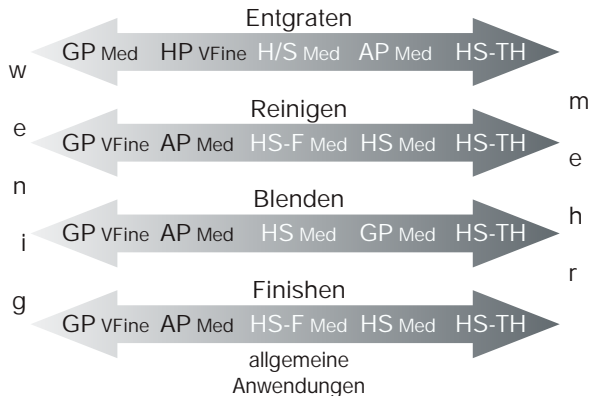 Entgraten
GP Med HP VFine H/S Med AP Med HS-TH
Reinigen
GP VFine AP Med HS-F Med HS Med HS-TH
Blenden
GP VFine AP Med HS Med GP Med HS-TH
Finishen
GP VFine AP Med HS-F Med HS Med HS-TH
allgemeine
Anwendungen
w
e
n
i
g
m
e
h
r